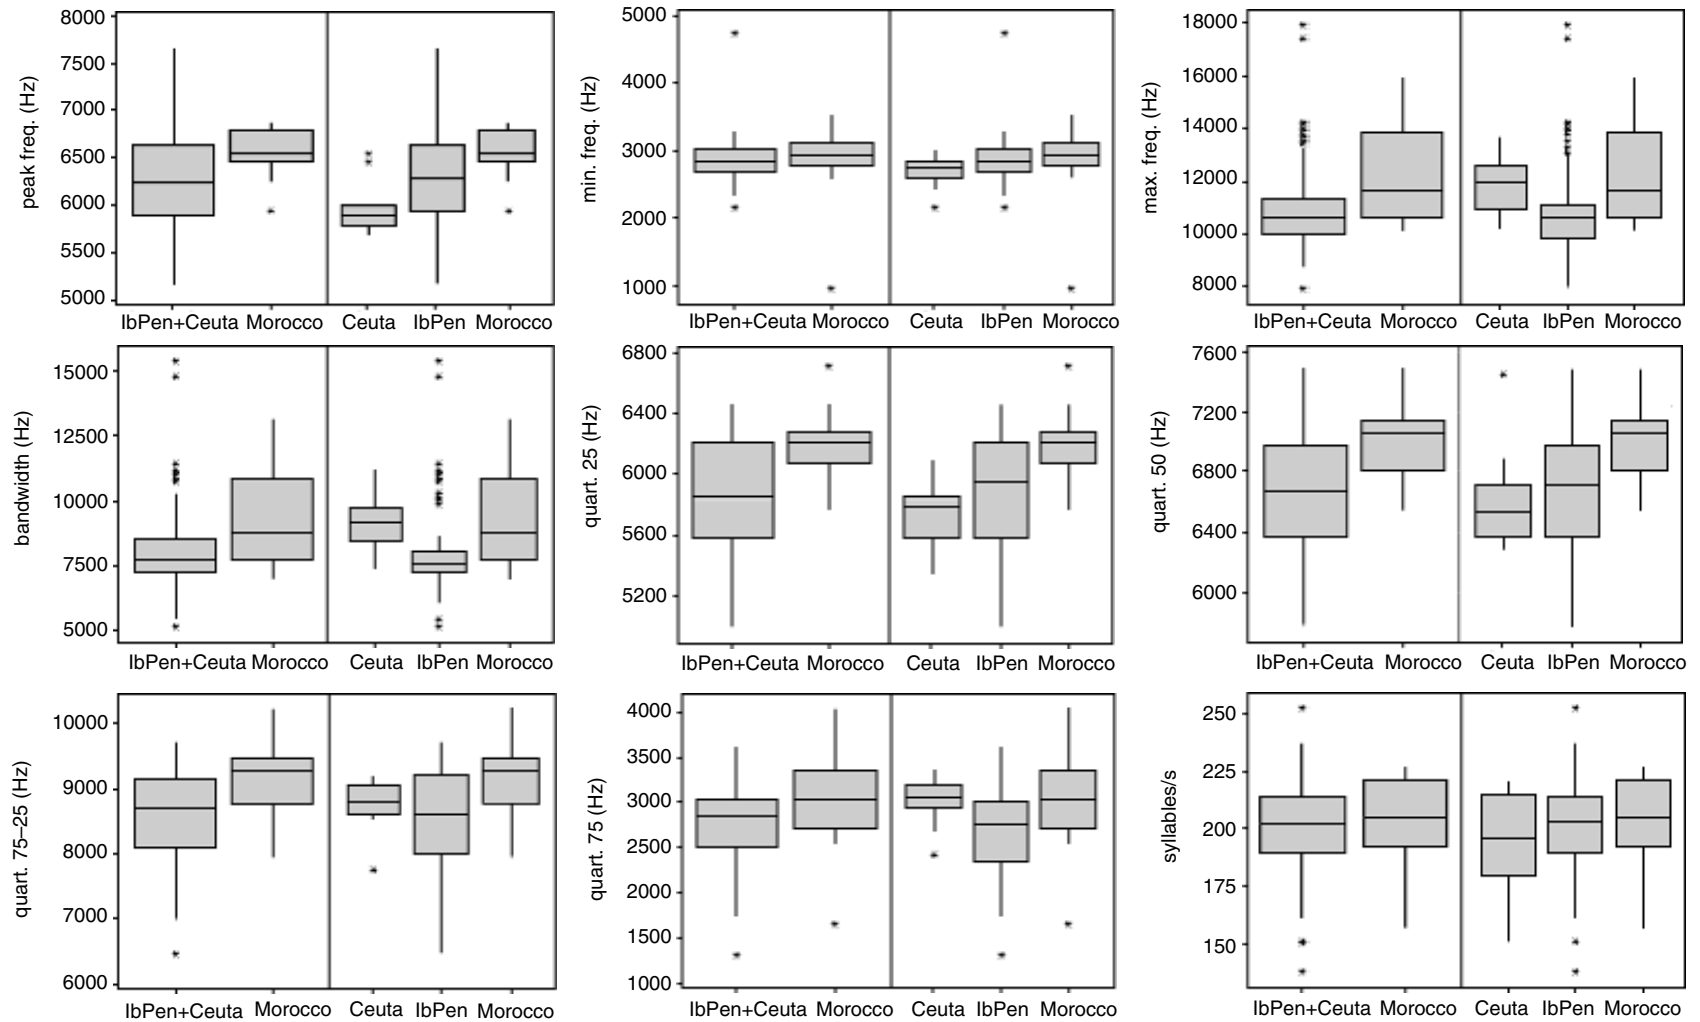 peak freq. (Hz)
8000
7500
7000
6500
6000
5500
5000
IbPen+Ceuta Morocco Ceuta IbPen Morocco
min. freq. (Hz)
5000
4000
3000
2000
1000
IbPen+Ceuta Morocco Ceuta IbPen Morocco
max. freq. (Hz)
18000
16000
14000
12000
10000
8000
IbPen+Ceuta Morocco Ceuta IbPen Morocco
bandwidth (Hz)
15000
12500
10000
7500
5000
IbPen+Ceuta Morocco Ceuta IbPen Morocco
quart. 25 (Hz)
6800
6400
6000
5600
5200
IbPen+Ceuta Morocco Ceuta IbPen Morocco
quart. 50 (Hz)
7600
7200
6800
6400
6000
IbPen+Ceuta Morocco Ceuta IbPen Morocco
quart. 75–25 (Hz)
10000
9000
8000
7000
6000
IbPen+Ceuta Morocco Ceuta IbPen Morocco
quart. 75 (Hz)
4000
3500
3000
2500
2000
1500
1000
IbPen+Ceuta Morocco Ceuta IbPen Morocco
syllables/s
250
225
200
175
150
IbPen+Ceuta Morocco Ceuta IbPen Morocco